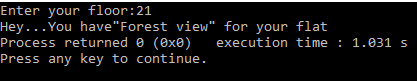 Enter your floor:21
Hey...You have"Forest view" for your flat
Process returned 0 (0x0)   execution time : 1.031 s
Press any key to continue.